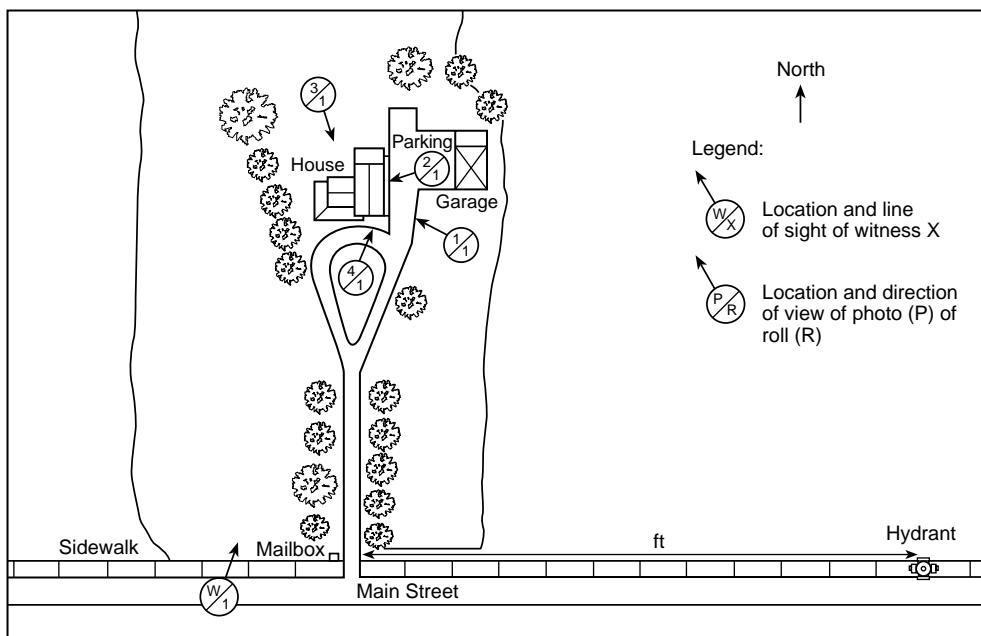 North
3/1
Parking
House
2/1
Legend:
Garage
W/X
Location and line
of sight of witness X
1/1
4/1
P/R
Location and direction
of view of photo (P) of
roll (R)
Hydrant
Sidewalk
Mailbox
ft
W/1
Main Street